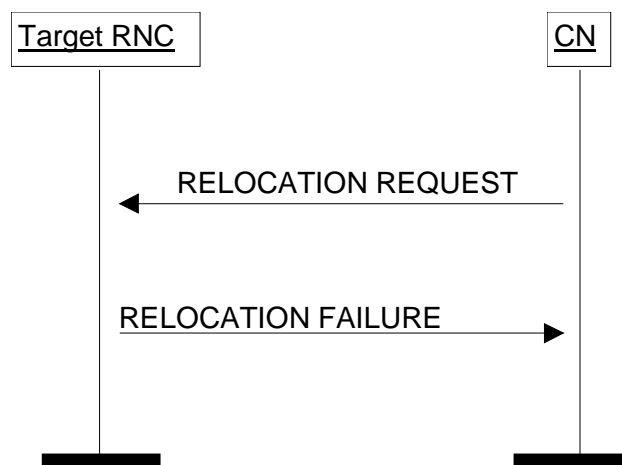 Target RNC
CN
RELOCATION REQUEST
RELOCATION FAILURE